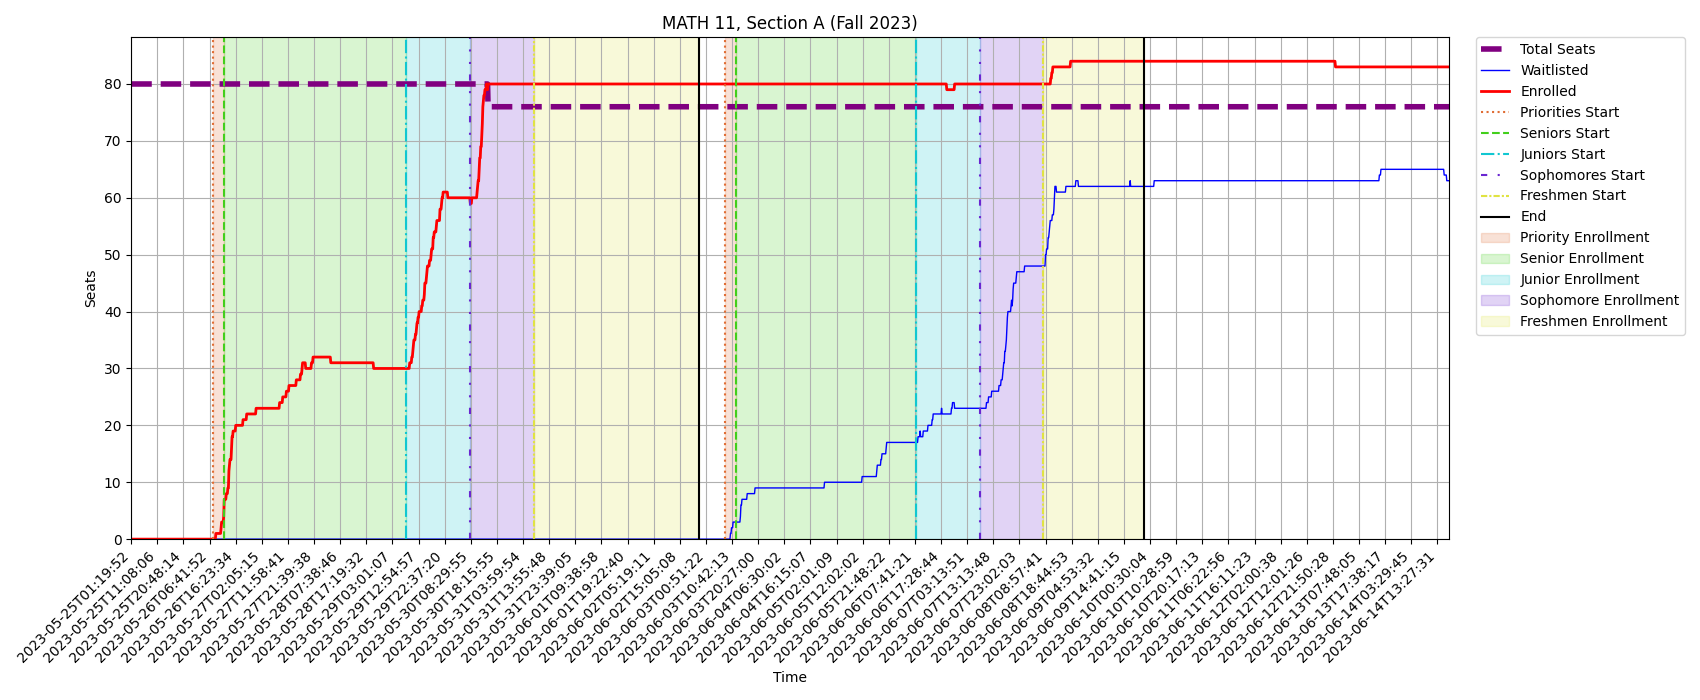 MATH 11, Section A (Fall 2023)
Seats
80
70
60
50
40
30
20
10
0
2023-05-25T01:19:52
2023-05-25T11:08:06
2023-05-25T20:48:14
2023-05-26T06:41:52
2023-05-26T16:23:34
2023-05-27T02:05:15
2023-05-27T11:58:41
2023-05-27T21:39:38
2023-05-28T07:38:46
2023-05-28T17:19:32
2023-05-29T03:01:07
2023-05-29T12:54:57
2023-05-29T22:37:20
2023-05-30T08:29:55
2023-05-30T18:15:55
2023-05-31T03:59:54
2023-05-31T13:55:48
2023-05-31T23:39:05
2023-06-01T09:38:58
2023-06-01T19:22:40
2023-06-02T05:19:11
2023-06-02T15:05:08
2023-06-03T00:51:22
2023-06-03T10:42:13
2023-06-03T20:27:00
2023-06-04T06:30:02
2023-06-04T16:15:07
2023-06-05T02:01:09
2023-06-05T12:02:02
2023-06-05T21:48:22
2023-06-06T07:41:21
2023-06-06T17:28:44
2023-06-07T03:13:51
2023-06-07T13:13:48
2023-06-07T23:02:03
2023-06-08T08:57:41
2023-06-08T18:44:53
2023-06-09T04:53:32
2023-06-09T14:41:15
2023-06-10T00:30:04
2023-06-10T10:28:59
2023-06-10T20:17:13
2023-06-11T06:22:56
2023-06-11T16:11:23
2023-06-12T02:00:38
2023-06-12T12:01:26
2023-06-12T21:50:28
2023-06-13T07:48:05
2023-06-13T17:38:17
2023-06-14T03:29:45
2023-06-14T13:27:31
Time
Total Seats
Waitlisted
Enrolled
Priorities Start
Seniors Start
Juniors Start
Sophomores Start
Freshmen Start
End
Priority Enrollment
Senior Enrollment
Junior Enrollment
Sophomore Enrollment
Freshmen Enrollment